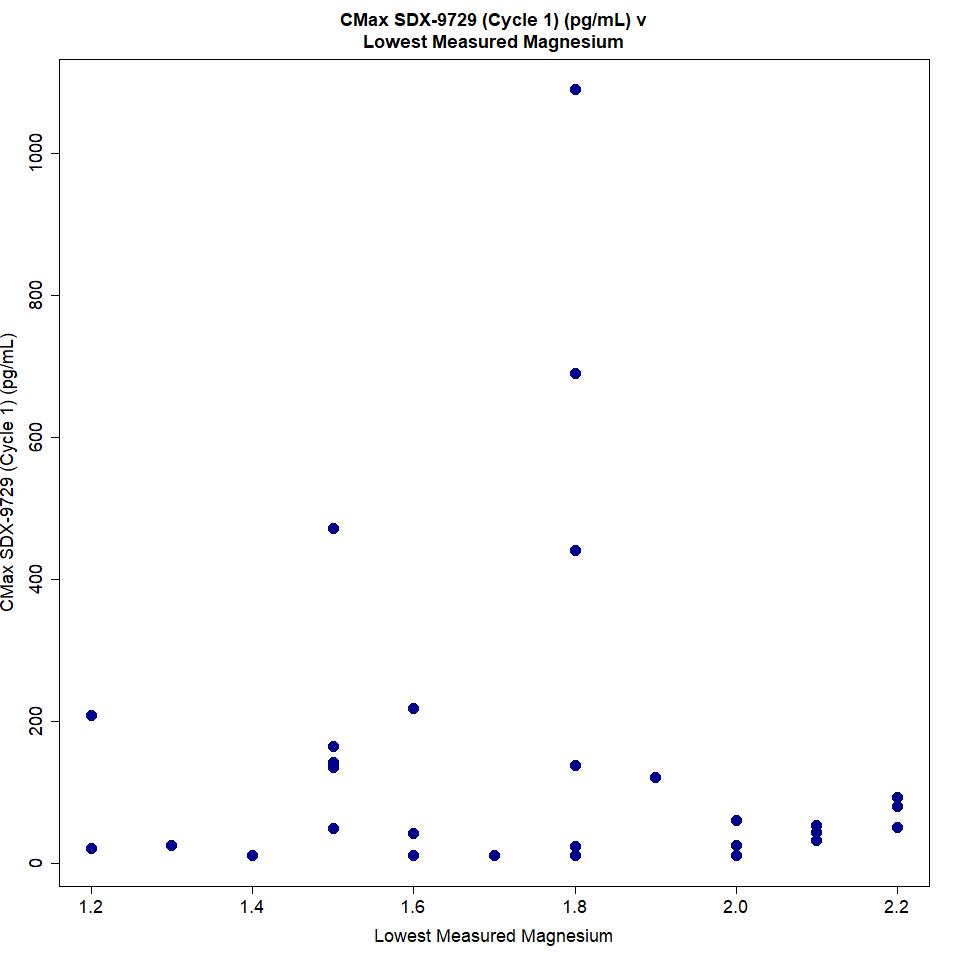 CMax SDX-9729 (Cycle 1) (pg/mL) v
Lowest Measured Magnesium
CMax SDX-9729 (Cycle 1) (pg/mL)
1000
800
600
400
200
0
1.2 1.4 1.6 1.8 2.0 2.2
Lowest Measured Magnesium